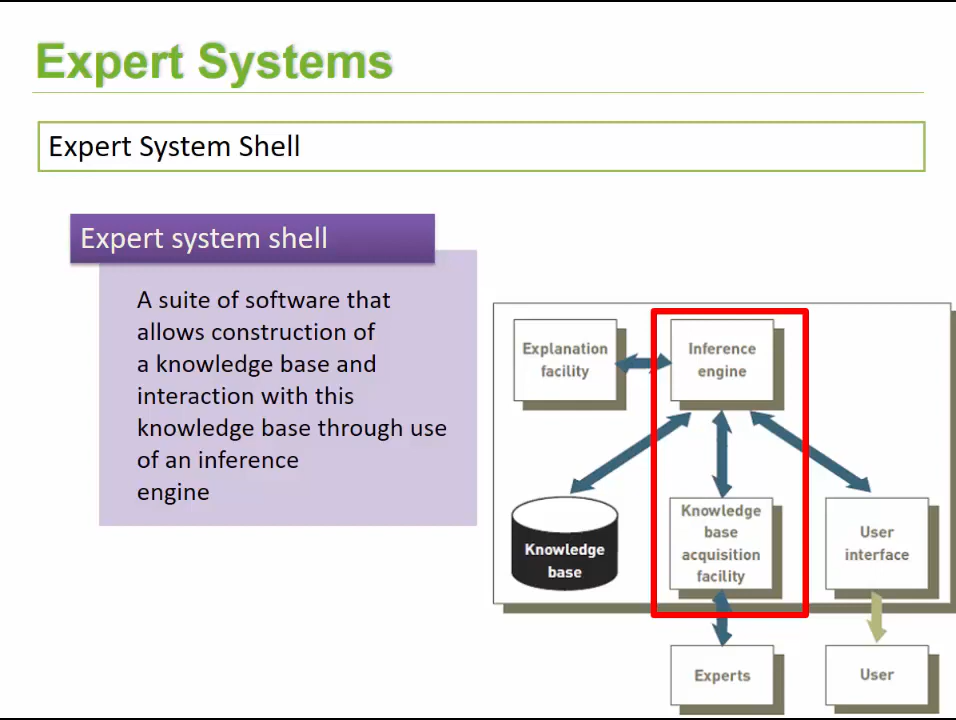 Expert Systems
Expert System Shell
Expert system shell
A suite of software that
allows construction of
a knowledge base and
interaction with this
knowledge base through use
of an inference
engine
Explanation
facility
Inference
engine
Knowledge
base
Knowledge
base
acquisition
facility
User
interface
Experts
User